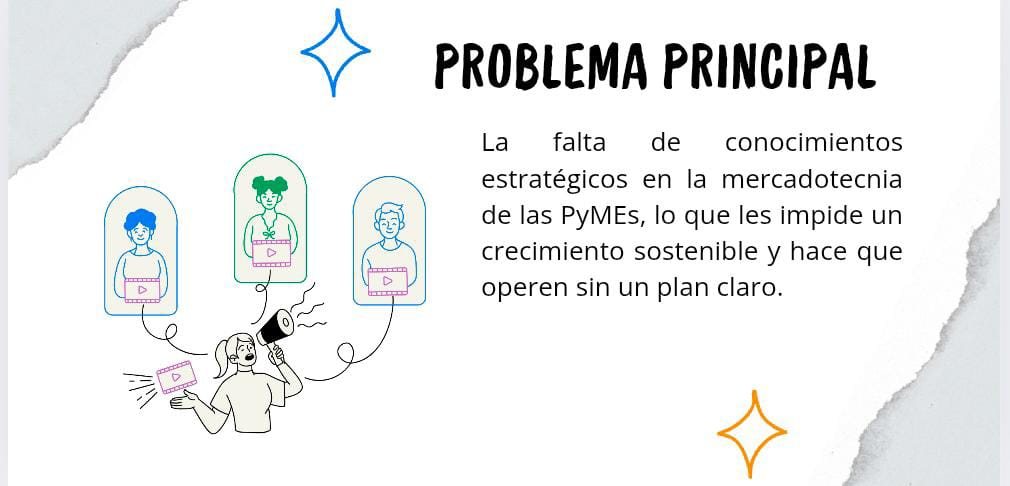 PROBLEMA PRINCIPAL
La falta de conocimientos
estratégicos en la mercadotecnia
de las PyMEs, lo que les impide un
crecimiento sostenible y hace que
operen sin un plan claro.